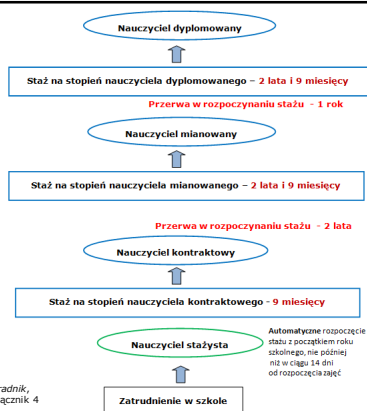 Nauczyciel dyplomowany
Staż na stopień nauczyciela dyplomowanego – 2 lata i 9 miesięcy
Przerwa w rozpoczynaniu stażu - 1 rok
Nauczyciel mianowany
Staż na stopień nauczyciela mianowanego – 2 lata i 9 miesięcy
Przerwa w rozpoczynaniu stażu - 2 lata
Nauczyciel kontraktowy
Staż na stopień nauczyciela kontraktowego - 9 miesięcy
Nauczyciel stażysta
Automatyczne rozpoczęcie
stażu z początkiem roku
szkolnego, nie później
niż w ciągu 14 dni
od rozpoczęcia zajęć
radnik,
ącznik 4
Zatrudnienie w szkole